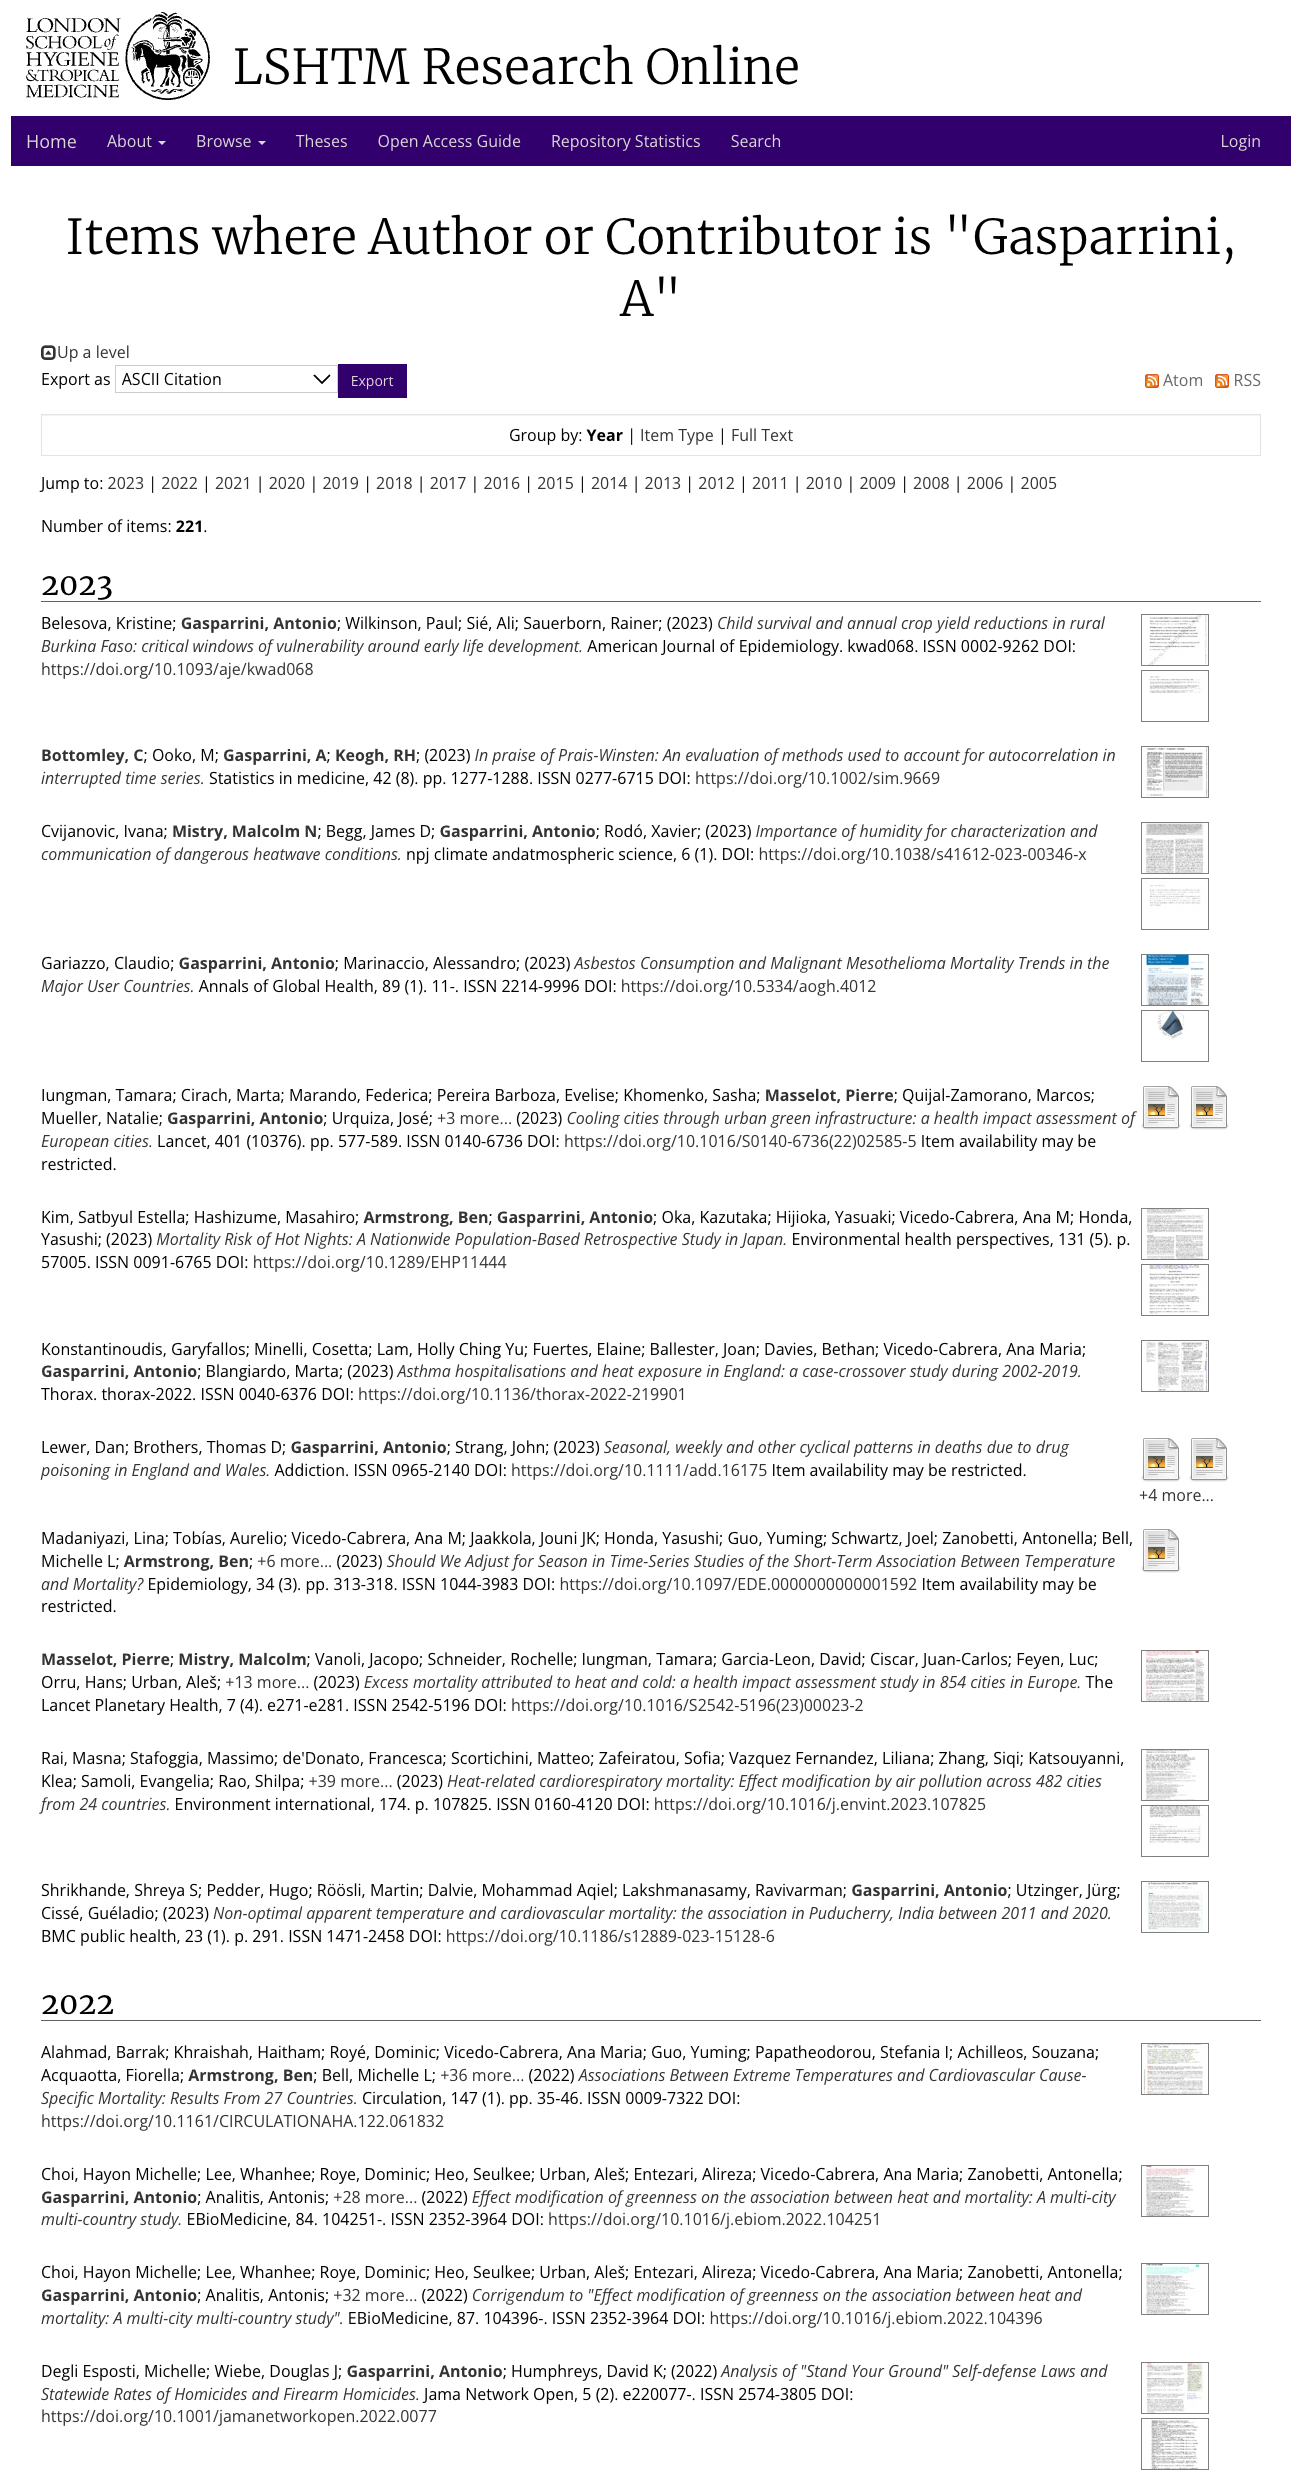 LONDON
SCHOOL of
HYGIENE
& TROPICAL
MEDICINE
LSHTM Research Online
Home About Browse Theses Open Access Guide Repository Statistics Search Login
Items where Author or Contributor is "Gasparrini,
A"
Up a level
Export as ASCII Citation Export Atom RSS
Group by: Year | Item Type | Full Text
Jump to: 2023 | 2022 | 2021 | 2020 | 2019 | 2018 | 2017 | 2016 | 2015 | 2014 | 2013 | 2012 | 2011 | 2010 | 2009 | 2008 | 2006 | 2005
Number of items: 221.
2023
Belesova, Kristine; Gasparrini, Antonio; Wilkinson, Paul; Sié, Ali; Sauerborn, Rainer; (2023) Child survival and annual crop yield reductions in rural
Burkina Faso: critical windows of vulnerability around early life development. American Journal of Epidemiology. kwad068. ISSN 0002-9262 DOI:
https://doi.org/10.1093/aje/kwad068
Bottomley, C; Ooko, M; Gasparrini, A; Keogh, RH; (2023) In praise of Prais-Winsten: An evaluation of methods used to account for autocorrelation in
interrupted time series. Statistics in medicine, 42 (8). pp. 1277-1288. ISSN 0277-6715 DOI: https://doi.org/10.1002/sim.9669
Cvijanovic, Ivana; Mistry, Malcolm N; Begg, James D; Gasparrini, Antonio; Rodó, Xavier; (2023) Importance of humidity for characterization and
communication of dangerous heatwave conditions. npj climate andatmospheric science, 6 (1). DOI: https://doi.org/10.1038/s41612-023-00346-x
Gariazzo, Claudio; Gasparrini, Antonio; Marinaccio, Alessandro; (2023) Asbestos Consumption and Malignant Mesothelioma Mortality Trends in the
Major User Countries. Annals of Global Health, 89 (1). 11-. ISSN 2214-9996 DOI: https://doi.org/10.5334/aogh.4012
Iungman, Tamara; Cirach, Marta; Marando, Federica; Pereira Barboza, Evelise; Khomenko, Sasha; Masselot, Pierre; Quijal-Zamorano, Marcos;
Mueller, Natalie; Gasparrini, Antonio; Urquiza, José; +3 more... (2023) Cooling cities through urban green infrastructure: a health impact assessment of
European cities. Lancet, 401 (10376). pp. 577-589. ISSN 0140-6736 DOI: https://doi.org/10.1016/S0140-6736(22)02585-5 Item availability may be
restricted.
Kim, Satbyul Estella; Hashizume, Masahiro; Armstrong, Ben; Gasparrini, Antonio; Oka, Kazutaka; Hijioka, Yasuaki; Vicedo-Cabrera, Ana M; Honda,
Yasushi; (2023) Mortality Risk of Hot Nights: A Nationwide Population-Based Retrospective Study in Japan. Environmental health perspectives, 131 (5). p.
57005. ISSN 0091-6765 DOI: https://doi.org/10.1289/EHP11444
Konstantinoudis, Garyfallos; Minelli, Cosetta; Lam, Holly Ching Yu; Fuertes, Elaine; Ballester, Joan; Davies, Bethan; Vicedo-Cabrera, Ana Maria;
Gasparrini, Antonio; Blangiardo, Marta; (2023) Asthma hospitalisations and heat exposure in England: a case-crossover study during 2002-2019.
Thorax. thorax-2022. ISSN 0040-6376 DOI: https://doi.org/10.1136/thorax-2022-219901
Lewer, Dan; Brothers, Thomas D; Gasparrini, Antonio; Strang, John; (2023) Seasonal, weekly and other cyclical patterns in deaths due to drug
poisoning in England and Wales. Addiction. ISSN 0965-2140 DOI: https://doi.org/10.1111/add.16175 Item availability may be restricted.
+4 more...
Madaniyazi, Lina; Tobías, Aurelio; Vicedo-Cabrera, Ana M; Jaakkola, Jouni JK; Honda, Yasushi; Guo, Yuming; Schwartz, Joel; Zanobetti, Antonella; Bell,
Michelle L; Armstrong, Ben; +6 more... (2023) Should We Adjust for Season in Time-Series Studies of the Short-Term Association Between Temperature
and Mortality? Epidemiology, 34 (3). pp. 313-318. ISSN 1044-3983 DOI: https://doi.org/10.1097/EDE.0000000000001592 Item availability may be
restricted.
Masselot, Pierre; Mistry, Malcolm; Vanoli, Jacopo; Schneider, Rochelle; Iungman, Tamara; Garcia-Leon, David; Ciscar, Juan-Carlos; Feyen, Luc;
Orru, Hans; Urban, Aleš; +13 more... (2023) Excess mortality attributed to heat and cold: a health impact assessment study in 854 cities in Europe. The
Lancet Planetary Health, 7 (4). e271-e281. ISSN 2542-5196 DOI: https://doi.org/10.1016/S2542-5196(23)00023-2
Rai, Masna; Stafoggia, Massimo; de'Donato, Francesca; Scortichini, Matteo; Zafeiratou, Sofia; Vazquez Fernandez, Liliana; Zhang, Siqi; Katsouyanni,
Klea; Samoli, Evangelia; Rao, Shilpa; +39 more... (2023) Heat-related cardiorespiratory mortality: Effect modification by air pollution across 482 cities
from 24 countries. Environment international, 174. p. 107825. ISSN 0160-4120 DOI: https://doi.org/10.1016/j.envint.2023.107825
Shrikhande, Shreya S; Pedder, Hugo; Röösli, Martin; Dalvie, Mohammad Aqiel; Lakshmanasamy, Ravivarman; Gasparrini, Antonio; Utzinger, Jürg;
Cissé, Guéladio; (2023) Non-optimal apparent temperature and cardiovascular mortality: the association in Puducherry, India between 2011 and 2020.
BMC public health, 23 (1). p. 291. ISSN 1471-2458 DOI: https://doi.org/10.1186/s12889-023-15128-6
2022
Alahmad, Barrak; Khraishah, Haitham; Royé, Dominic; Vicedo-Cabrera, Ana Maria; Guo, Yuming; Papatheodorou, Stefania I; Achilleos, Souzana;
Acquaotta, Fiorella; Armstrong, Ben; Bell, Michelle L; +36 more... (2022) Associations Between Extreme Temperatures and Cardiovascular Cause-
Specific Mortality: Results From 27 Countries. Circulation, 147 (1). pp. 35-46. ISSN 0009-7322 DOI:
https://doi.org/10.1161/CIRCULATIONAHA.122.061832
Choi, Hayon Michelle; Lee, Whanhee; Roye, Dominic; Heo, Seulkee; Urban, Aleš; Entezari, Alireza; Vicedo-Cabrera, Ana Maria; Zanobetti, Antonella;
Gasparrini, Antonio; Analitis, Antonis; +28 more... (2022) Effect modification of greenness on the association between heat and mortality: A multi-city
multi-country study. EBioMedicine, 84. 104251-. ISSN 2352-3964 DOI: https://doi.org/10.1016/j.ebiom.2022.104251
Choi, Hayon Michelle; Lee, Whanhee; Roye, Dominic; Heo, Seulkee; Urban, Aleš; Entezari, Alireza; Vicedo-Cabrera, Ana Maria; Zanobetti, Antonella;
Gasparrini, Antonio; Analitis, Antonis; +32 more... (2022) Corrigendum to "Effect modification of greenness on the association between heat and
mortality: A multi-city multi-country study". EBioMedicine, 87. 104396-. ISSN 2352-3964 DOI: https://doi.org/10.1016/j.ebiom.2022.104396
Degli Esposti, Michelle; Wiebe, Douglas J; Gasparrini, Antonio; Humphreys, David K; (2022) Analysis of "Stand Your Ground" Self-defense Laws and
Statewide Rates of Homicides and Firearm Homicides. Jama Network Open, 5 (2). e220077-. ISSN 2574-3805 DOI:
https://doi.org/10.1001/jamanetworkopen.2022.0077